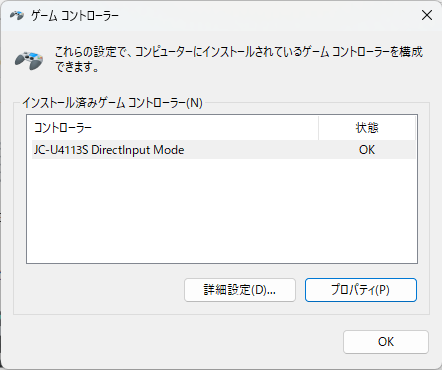 ゲーム コントローラー
これらの設定で、コンピューターにインストールされているゲーム コントローラーを構成
できます。
インストール済みゲーム コントローラー(N)
コントローラー 状態
JC-U4113S DirectInput Mode OK
詳細設定(D)... プロパティ(P)
OK